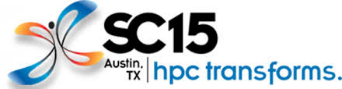 SC15
Austin,
TX
hpc transforms.